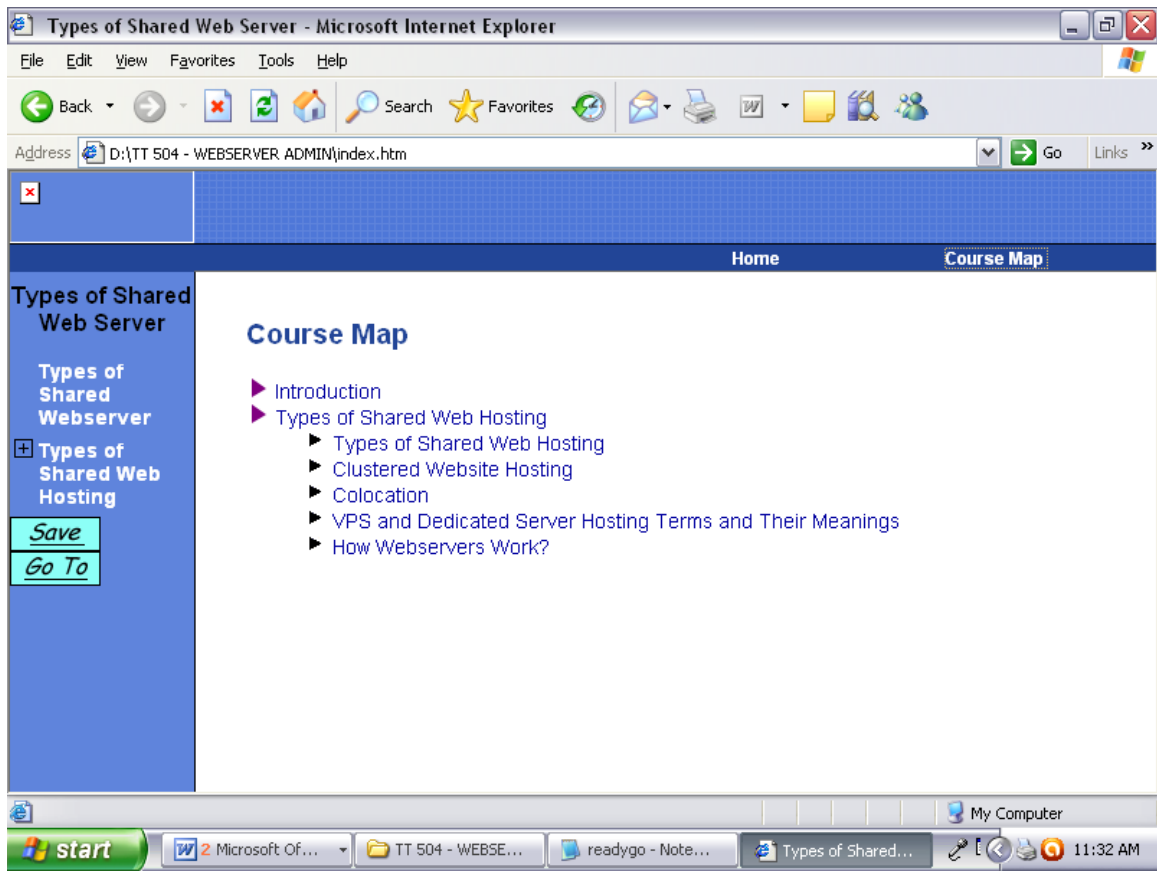 Types of Shared Web Server - Microsoft Internet Explorer
File Edit View Favorites Tools Help
Back Search Favorites
Address D:\TT 504 - WEBSERVER ADMIN\index.htm Go Links »
Home Course Map
Types of Shared
Web Server
Types of
Shared
Webserver
Types of
Shared Web
Hosting
Save
Go To
Course Map
Introduction
Types of Shared Web Hosting
Types of Shared Web Hosting
Clustered Website Hosting
Colocation
VPS and Dedicated Server Hosting Terms and Their Meanings
How Webservers Work?
My Computer
start 2 Microsoft Of... TT 504 - WEBSE... readygo - Note... Types of Shared... 11:32 AM